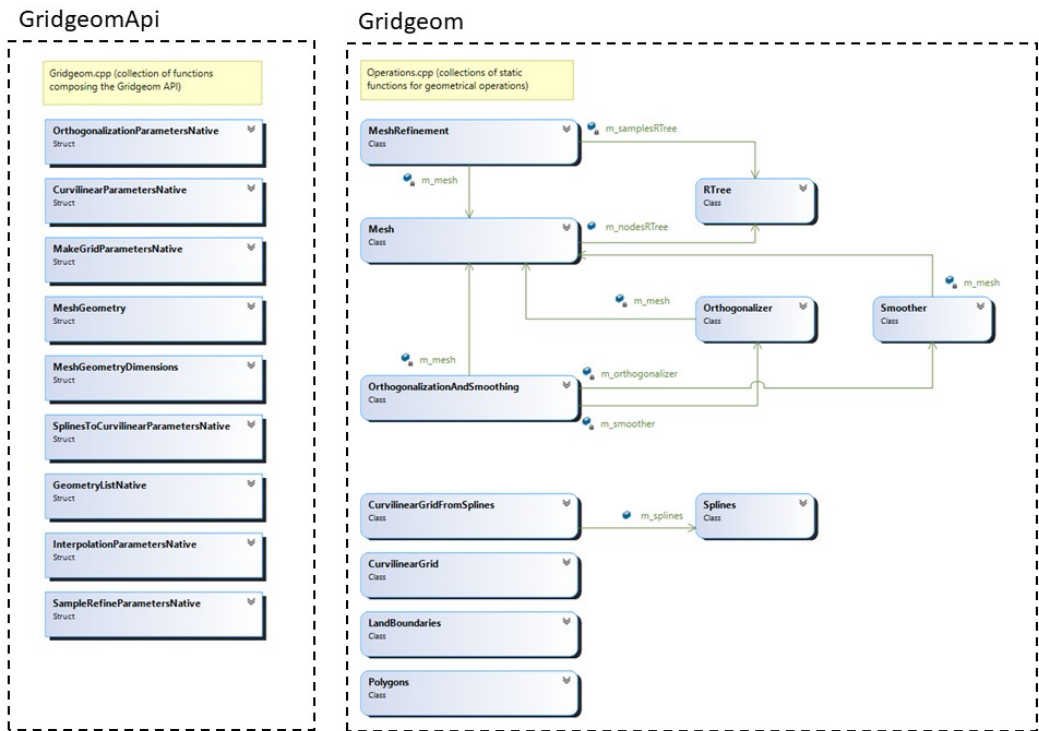 GridgeomApi
Gridgeom.cpp (collection of functions
composing the Gridgeom API)
OrthogonalizationParametersNative
Struct
CurvilinearParametersNative
Struct
MakeGridParametersNative
Struct
MeshGeometry
Struct
MeshGeometryDimensions
Struct
SplinesToCurvilinearParametersNative
Struct
GeometryListNative
Struct
InterpolationParametersNative
Struct
SampleRefineParametersNative
Struct
Gridgeom
Operations.cpp (collections of static
functions for geometrical operations)
MeshRefinement
Class
m_samplesRTree
m_mesh
RTree
Class
Mesh
Class
m_nodesRTree
m_mesh
m_mesh
Orthogonalizer
Class
Smoother
Class
m_mesh
OrthogonalizationAndSmoothing
Class
m_orthogonalizer
m_smoother
CurvilinearGridFromSplines
Class
m_splines
Splines
Class
CurvilinearGrid
Class
LandBoundaries
Class
Polygons
Class